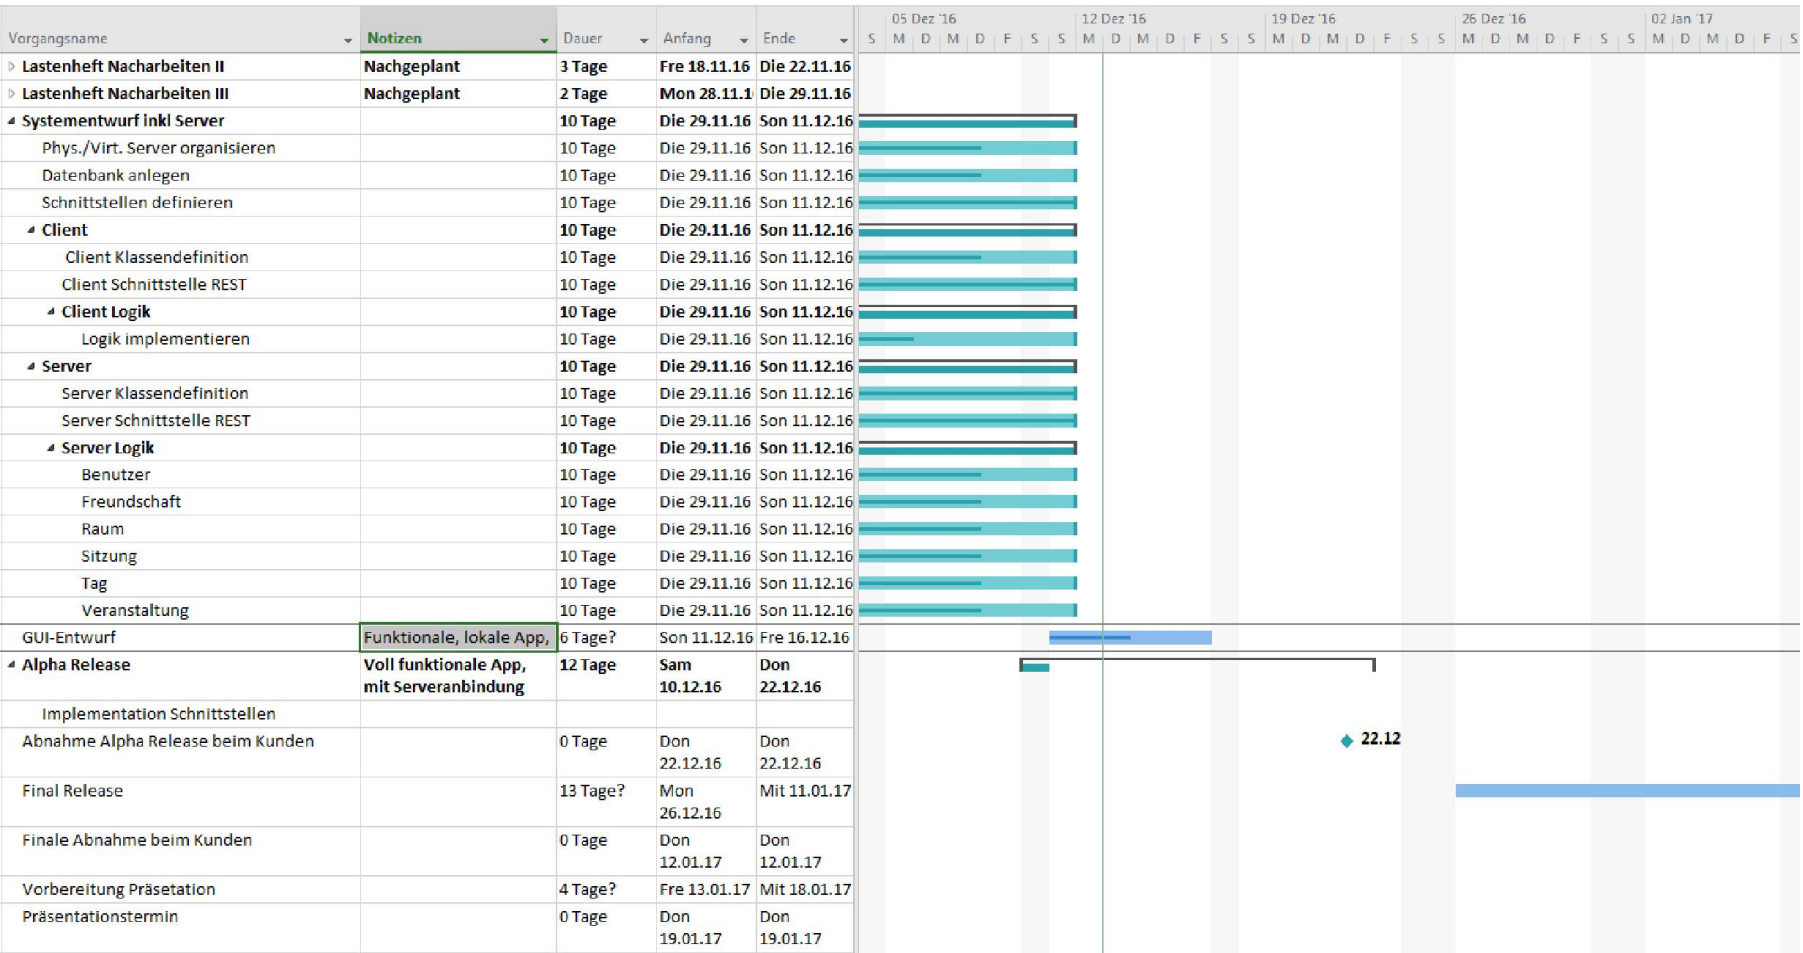 05 Dez '16 12 Dez '16 19 Dez '16 26 Dez '16 02 Jan '17
Vorgangsname Notizen Dauer Anfang Ende S M D M D F S S M D M D F S S M D M D F S S M D M D F S S M D M D F S
Lastenheft Nacharbeiten II Nachgeplant 3 Tage Fre 18.11.16 Die 22.11.16
Lastenheft Nacharbeiten III Nachgeplant 2 Tage Mon 28.11.1 Die 29.11.16
Systementwurf inkl Server 10 Tage Die 29.11.16 Son 11.12.16
Phys./Virt. Server organisieren 10 Tage Die 29.11.16 Son 11.12.16
Datenbank anlegen 10 Tage Die 29.11.16 Son 11.12.16
Schnittstellen definieren 10 Tage Die 29.11.16 Son 11.12.16
Client 10 Tage Die 29.11.16 Son 11.12.16
Client Klassendefinition 10 Tage Die 29.11.16 Son 11.12.16
Client Schnittstelle REST 10 Tage Die 29.11.16 Son 11.12.16
Client Logik 10 Tage Die 29.11.16 Son 11.12.16
Logik implementieren 10 Tage Die 29.11.16 Son 11.12.16
Server 10 Tage Die 29.11.16 Son 11.12.16
Server Klassendefinition 10 Tage Die 29.11.16 Son 11.12.16
Server Schnittstelle REST 10 Tage Die 29.11.16 Son 11.12.16
Server Logik 10 Tage Die 29.11.16 Son 11.12.16
Benutzer 10 Tage Die 29.11.16 Son 11.12.16
Freundschaft 10 Tage Die 29.11.16 Son 11.12.16
Raum 10 Tage Die 29.11.16 Son 11.12.16
Sitzung 10 Tage Die 29.11.16 Son 11.12.16
Tag 10 Tage Die 29.11.16 Son 11.12.16
Veranstaltung 10 Tage Die 29.11.16 Son 11.12.16
GUI-Entwurf Funktionale, lokale App, 6 Tage? Son 11.12.16 Fre 16.12.16
Alpha Release Voll funktionale App, 12 Tage Sam Don
mit Serveranbindung 10.12.16 22.12.16
Implementation Schnittstellen
Abnahme Alpha Release beim Kunden 0 Tage Don Don 22.12
22.12.16 22.12.16
Final Release 13 Tage? Mon Mit 11.01.17
26.12.16
Finale Abnahme beim Kunden 0 Tage Don Don
12.01.17 12.01.17
Vorbereitung Präsetation 4 Tage? Fre 13.01.17 Mit 18.01.17
Präsentationstermin 0 Tage Don Don
19.01.17 19.01.17